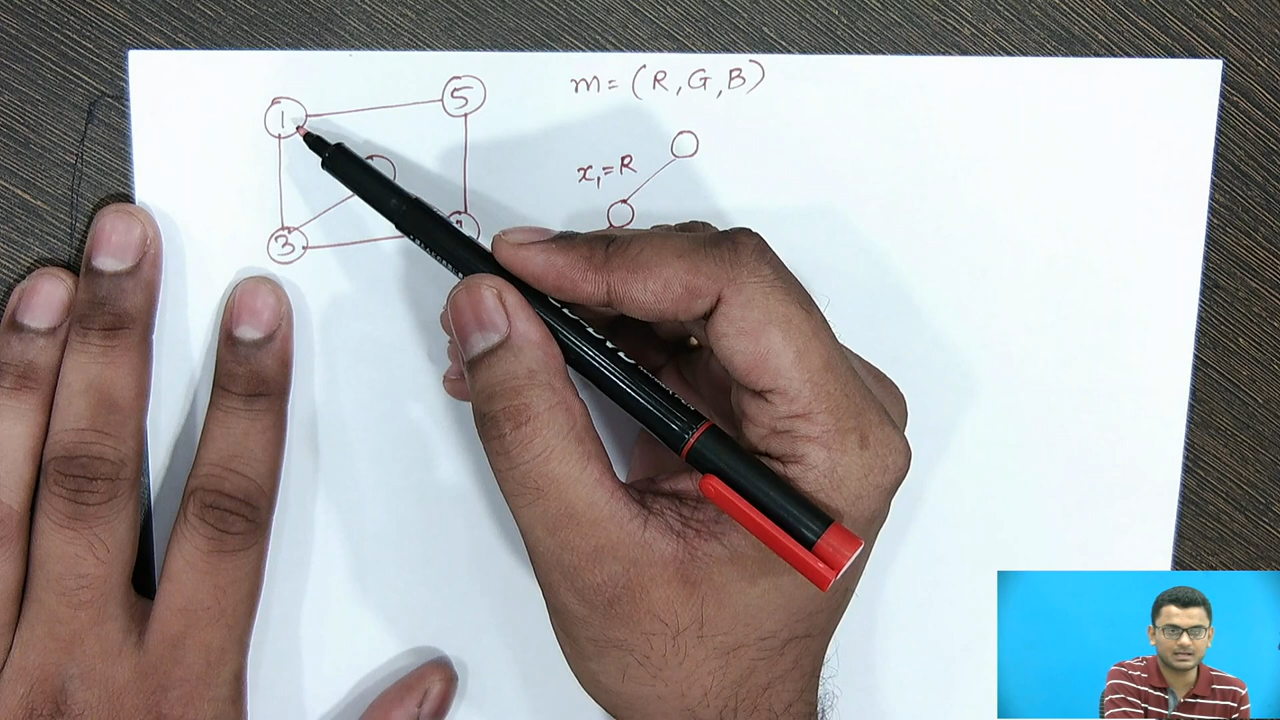 m = (R, G, B)
1
5
x₁ = R
3